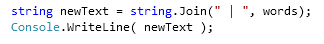 string newText = string.Join(" | ", words);
Console.WriteLine( newText );